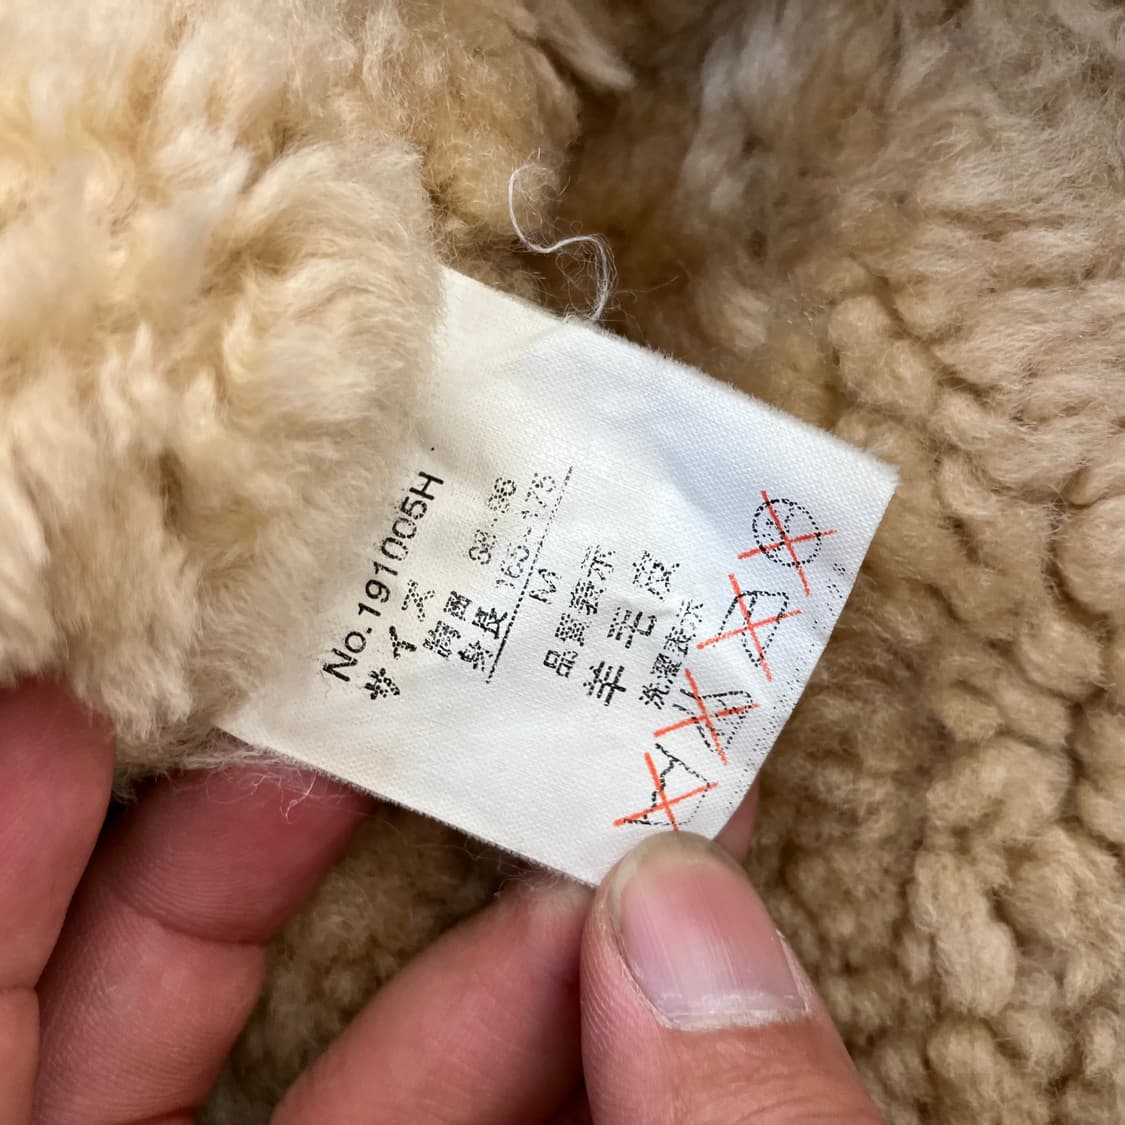 No.191005H
サイズ
胸囲 88-96
身長 165-175
M
品質表示
羊毛皮
洗濯表示